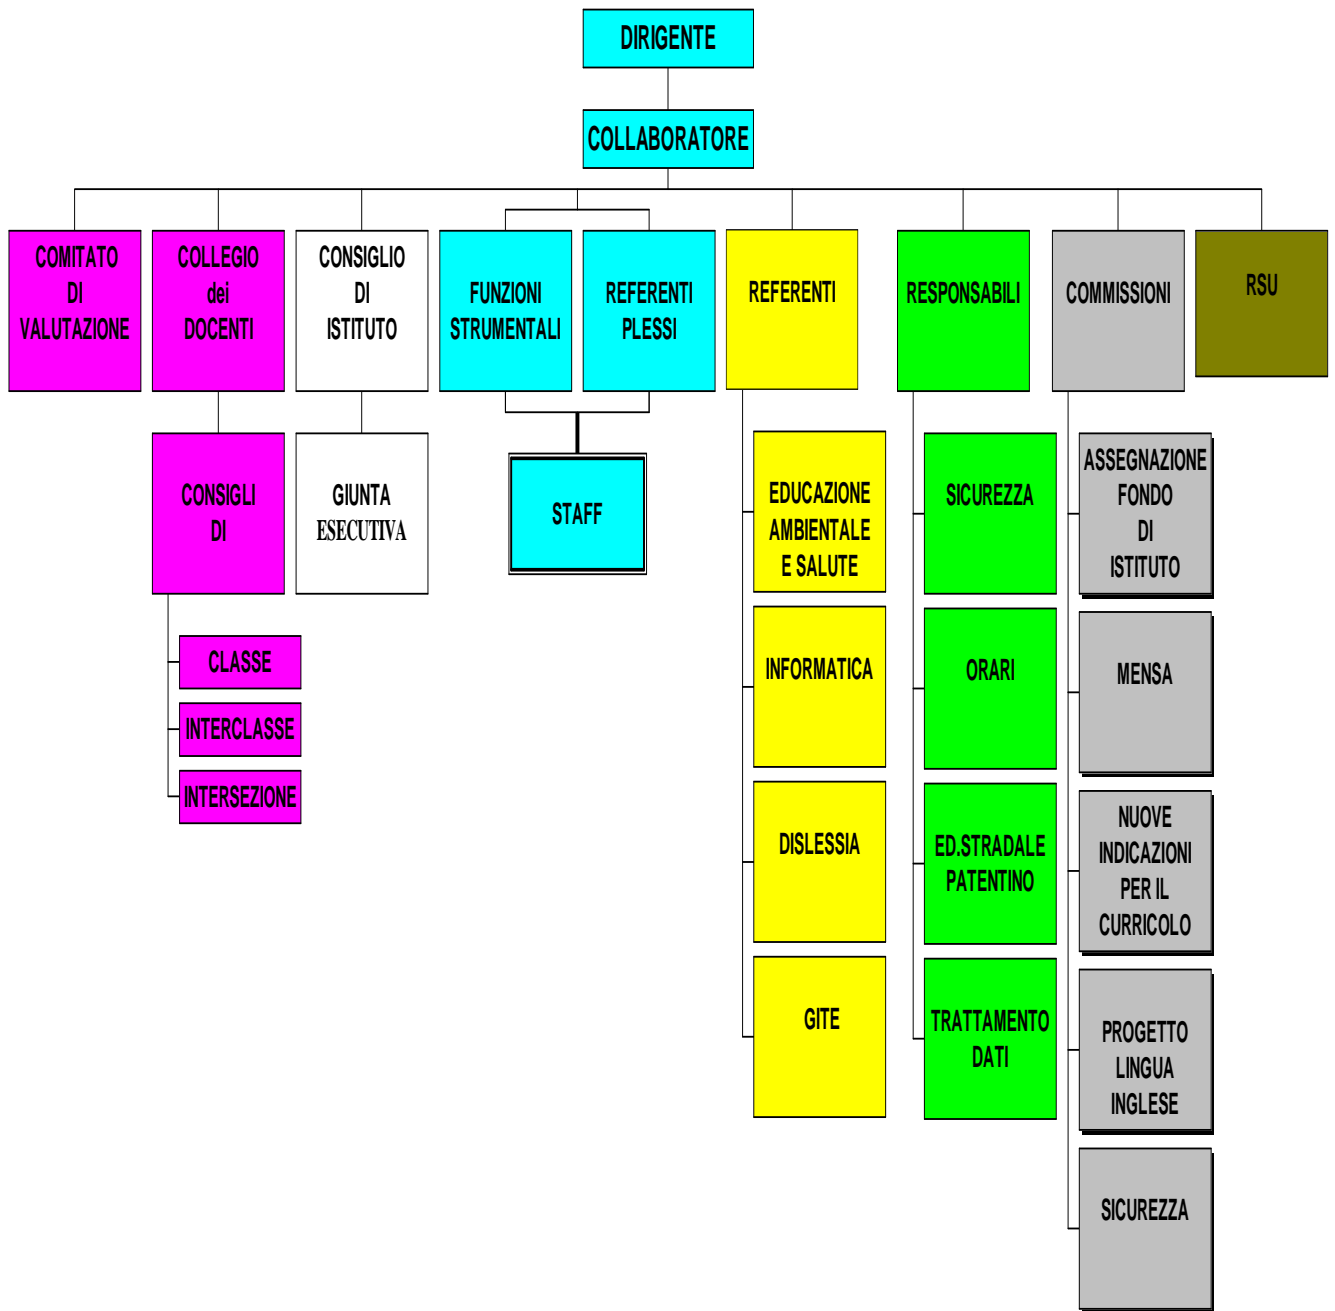 DIRIGENTE
COLLABORATORE
COMITATO
DI
VALUTAZIONE
COLLEGIO
dei
DOCENTI
CONSIGLIO
DI
ISTITUTO
FUNZIONI
STRUMENTALI
REFERENTI
PLESSI
REFERENTI
RESPONSABILI
COMMISSIONI
RSU
CONSIGLI
DI
GIUNTA
ESECUTIVA
STAFF
CLASSE
INTERCLASSE
INTERSEZIONE
EDUCAZIONE
AMBIENTALE
E SALUTE
INFORMATICA
DISLESSIA
GITE
SICUREZZA
ORARI
ED.STRADALE
PATENTINO
TRATTAMENTO
DATI
ASSEGNAZIONE
FONDO
DI
ISTITUTO
MENSA
NUOVE
INDICAZIONI
PER IL
CURRICOLO
PROGETTO
LINGUA
INGLESE
SICUREZZA